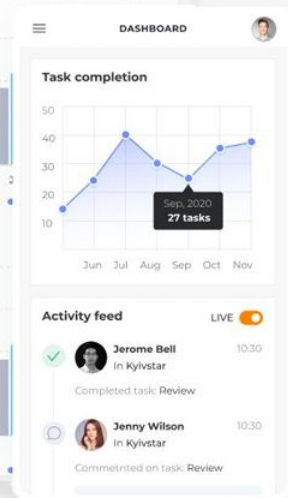 DASHBOARD
Task completion
50
40
30
20
10
Sep, 2020
27 tasks
Jun Jul Aug Sep Oct Nov
Activity feed LIVE
Jerome Bell 10:30
In Kyivstar
Completed task: Review
Jenny Wilson 10:30
In Kyivstar
Commetnted on task: Review